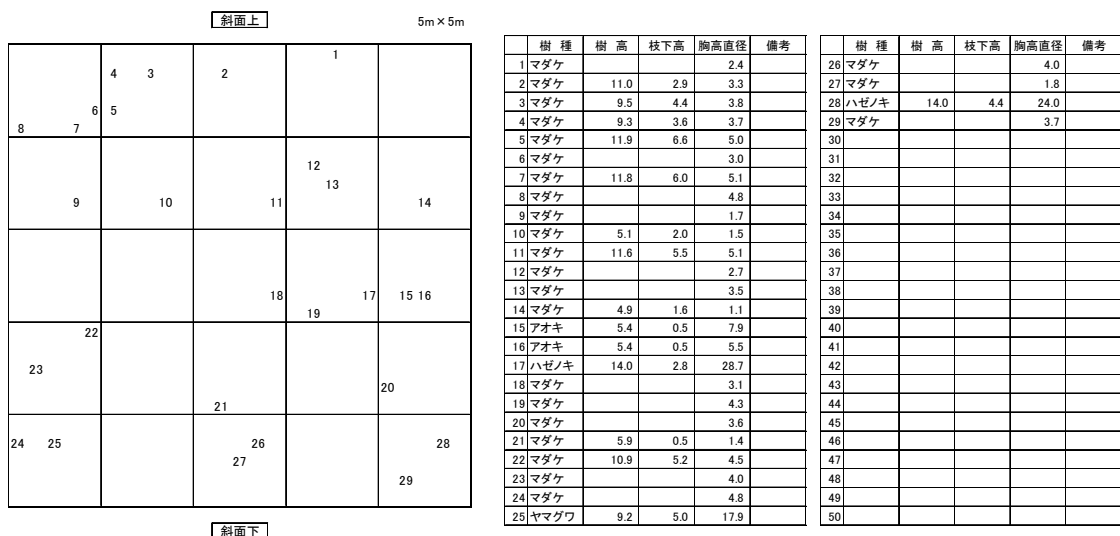 斜面上
5m×5m
1
4 3 2
6 5
8 7
12
13
9 10 11 14
18 17 15 16
19
22
23
20
21
24 25 26 28
27
29
斜面下
樹 種 樹 高 枝下高 胸高直径 備考
1 マダケ 2.4
2 マダケ 11.0 2.9 3.3
3 マダケ 9.5 4.4 3.8
4 マダケ 9.3 3.6 3.7
5 マダケ 11.9 6.6 5.0
6 マダケ 3.0
7 マダケ 11.8 6.0 5.1
8 マダケ 4.8
9 マダケ 1.7
10 マダケ 5.1 2.0 1.5
11 マダケ 11.6 5.5 5.1
12 マダケ 2.7
13 マダケ 3.5
14 マダケ 4.9 1.6 1.1
15 アオキ 5.4 0.5 7.9
16 アオキ 5.4 0.5 5.5
17 ハゼノキ 14.0 2.8 28.7
18 マダケ 3.1
19 マダケ 4.3
20 マダケ 3.6
21 マダケ 5.9 0.5 1.4
22 マダケ 10.9 5.2 4.5
23 マダケ 4.0
24 マダケ 4.8
25 ヤマグワ 9.2 5.0 17.9
樹 種 樹 高 枝下高 胸高直径 備考
26 マダケ 4.0
27 マダケ 1.8
28 ハゼノキ 14.0 4.4 24.0
29 マダケ 3.7
30
31
32
33
34
35
36
37
38
39
40
41
42
43
44
45
46
47
48
49
50